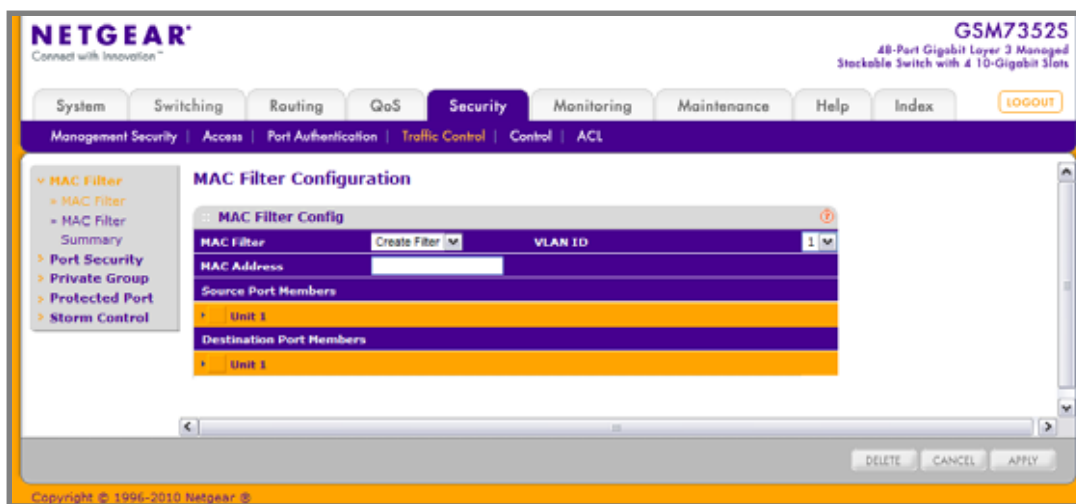 NETGEAR®
Connect with Innovation™
GSM7352S
48-Port Gigabit Layer 3 Managed
Stackable Switch with 4 10-Gigabit Slots
System Switching Routing QoS Security Monitoring Maintenance Help Index LOGOUT
Management Security | Access | Port Authentication | Traffic Control | Control | ACL
MAC Filter
» MAC Filter
» MAC Filter
Summary
Port Security
Private Group
Protected Port
Storm Control
MAC Filter Configuration
MAC Filter Config
MAC Filter Create Filter VLAN ID 1
MAC Address
Source Port Members
Unit 1
Destination Port Members
Unit 1
DELETE CANCEL APPLY
Copyright © 1996-2010 Netgear ®